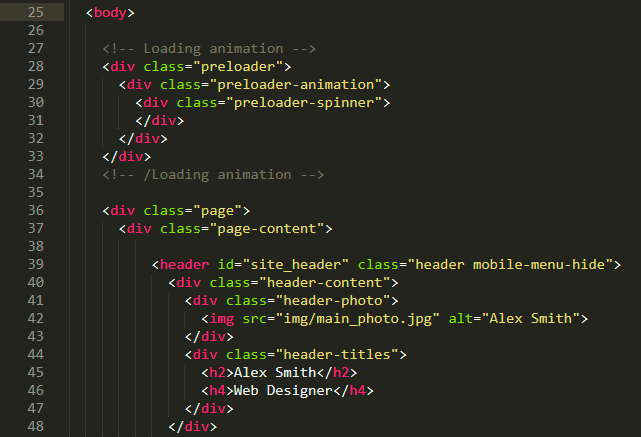 25 <body>
26
27 <!-- Loading animation -->
28 <div class="preloader">
29 <div class="preloader-animation">
30 <div class="preloader-spinner">
31 </div>
32 </div>
33 </div>
34 <!-- /Loading animation -->
35
36 <div class="page">
37 <div class="page-content">
38
39 <header id="site_header" class="header mobile-menu-hide">
40 <div class="header-content">
41 <div class="header-photo">
42 <img src="img/main_photo.jpg" alt="Alex Smith">
43 </div>
44 <div class="header-titles">
45 <h2>Alex Smith</h2>
46 <h4>Web Designer</h4>
47 </div>
48 </div>